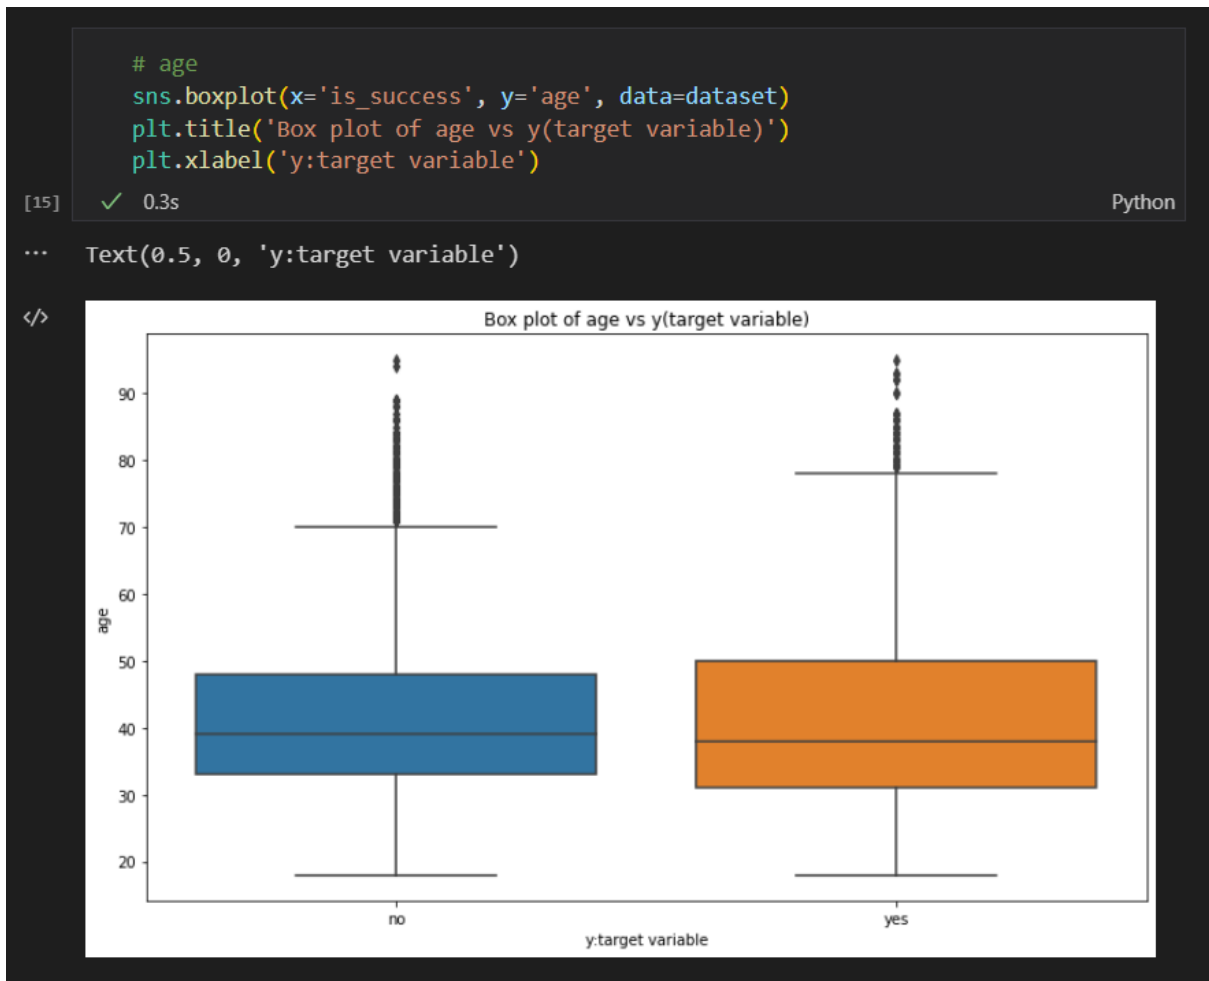 # age
sns.boxplot(x='is_success', y='age', data=dataset)
plt.title('Box plot of age vs y(target variable)')
plt.xlabel('y:target variable')
[15] ✓ 0.3s Python
... Text(0.5, 0, 'y:target variable')
</>
Box plot of age vs y(target variable)
90
80
70
60
age
50
40
30
20
no yes
y:target variable